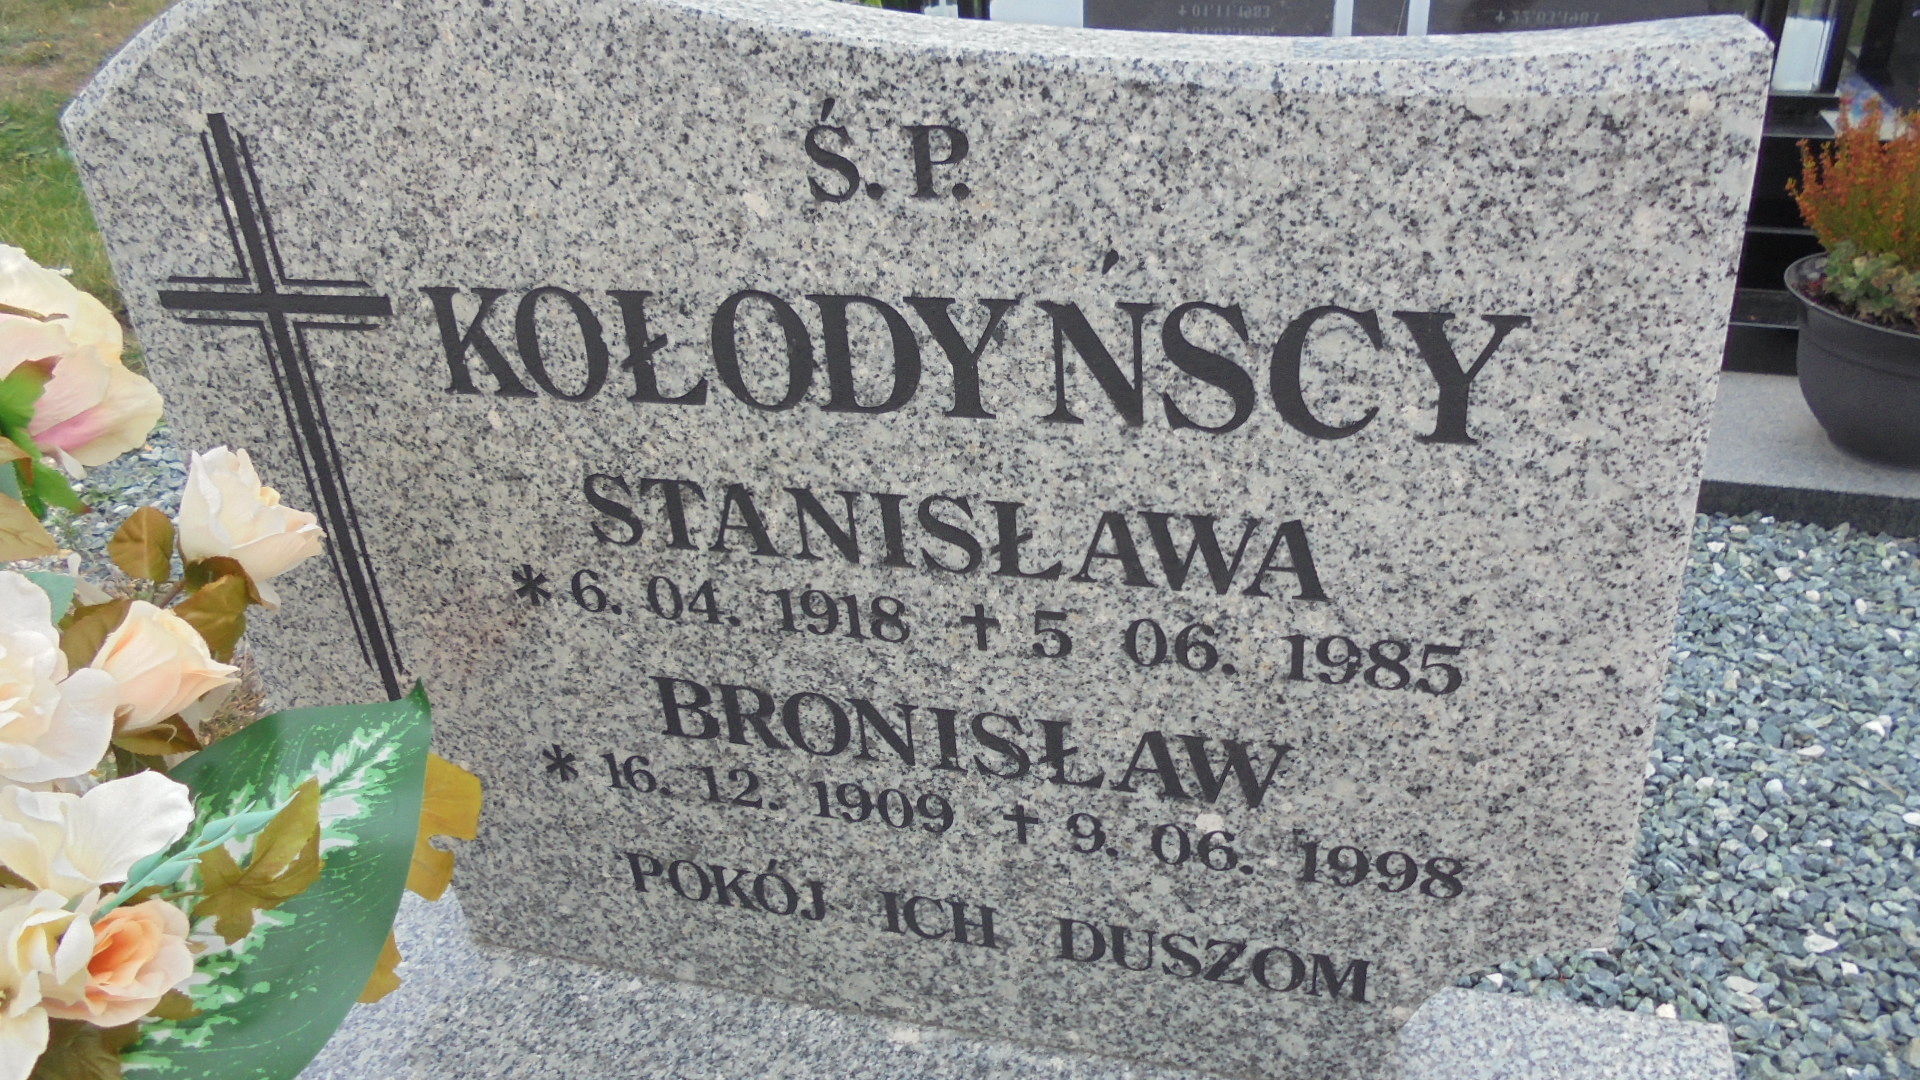 Ś.P.
KOŁODYŃSCY
STANISŁAWA
* 6. 04. 1918 † 5 06. 1985
BRONISŁAW
* 16. 12. 1909 † 9. 06. 1998
POKÓJ ICH DUSZOM